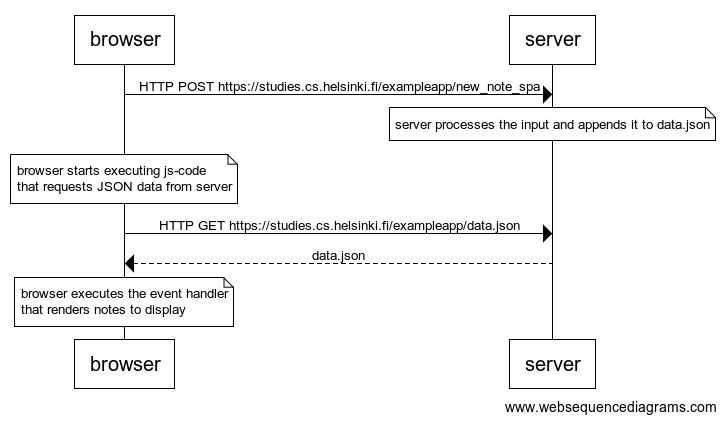 browser
server
HTTP POST https://studies.cs.helsinki.fi/exampleapp/new_note_spa
server processes the input and appends it to data.json
browser starts executing js-code
that requests JSON data from server
HTTP GET https://studies.cs.helsinki.fi/exampleapp/data.json
data.json
browser executes the event handler
that renders notes to display
browser
server
www.websequencediagrams.com